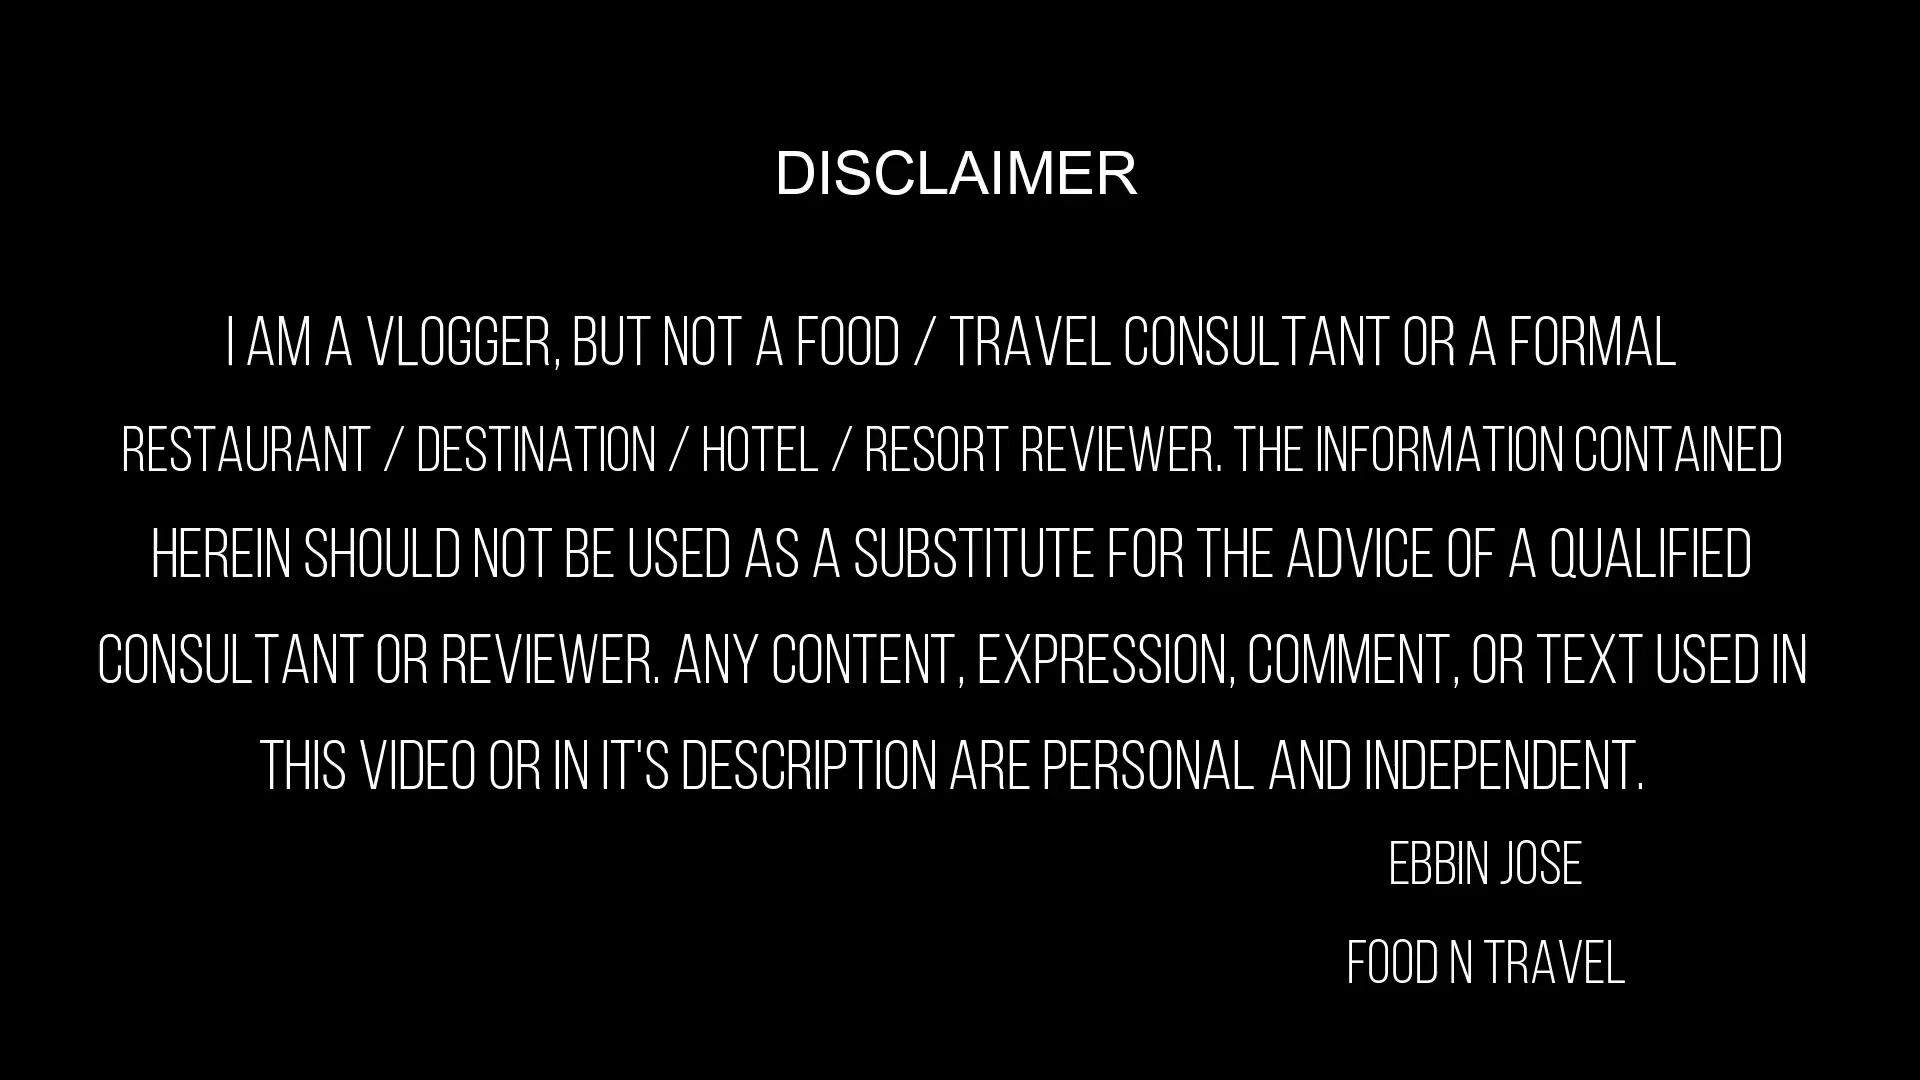 DISCLAIMER
I AM A VLOGGER, BUT NOT A FOOD / TRAVEL CONSULTANT OR A FORMAL
RESTAURANT / DESTINATION / HOTEL / RESORT REVIEWER. THE INFORMATION CONTAINED
HEREIN SHOULD NOT BE USED AS A SUBSTITUTE FOR THE ADVICE OF A QUALIFIED
CONSULTANT OR REVIEWER. ANY CONTENT, EXPRESSION, COMMENT, OR TEXT USED IN
THIS VIDEO OR IN IT'S DESCRIPTION ARE PERSONAL AND INDEPENDENT.
EBBIN JOSE
FOOD N TRAVEL